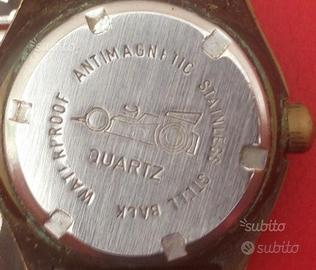 WATERPROOF ANTIMAGNETIC STAINLESS STEEL BACK
QUARTZ
subito
subito